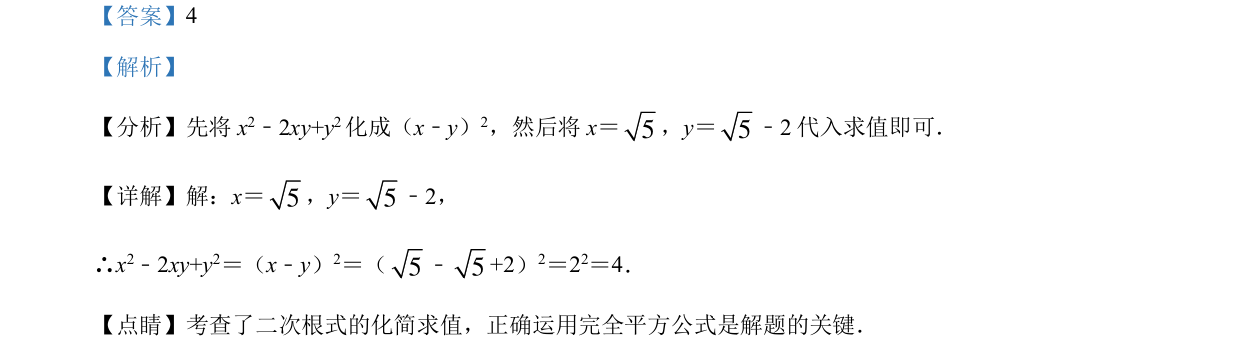 【答案】4
【解析】
【分析】先将 x²﹣2xy+y² 化成（x﹣y）²，然后将 x＝√5，y＝√5﹣2 代入求值即可．
【详解】解：x＝√5，y＝√5﹣2，
∴x²﹣2xy+y²＝（x﹣y）²＝（√5﹣√5+2）²＝2²＝4．
【点睛】考查了二次根式的化简求值，正确运用完全平方公式是解题的关键．